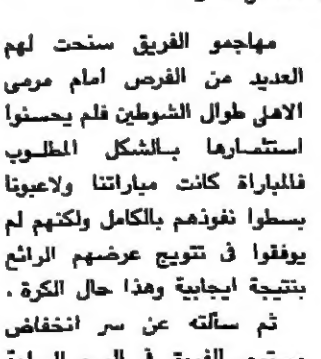 مهاجمو الفريق سنحت لهم
العديد من الفرص امام مرمى
الاهلى طوال الشوطين فلم يحسنوا
استثمارها بالشكل المطلوب
فالمباراة كانت مباراتنا ولاعبونا
بسطوا نفوذهم بالكامل ولكنهم لم
يوفقوا فى تتويج عرضهم الرائع
بنتيجة ايجابية وهذا حال الكرة .
ثم سألته عن سر انخفاض